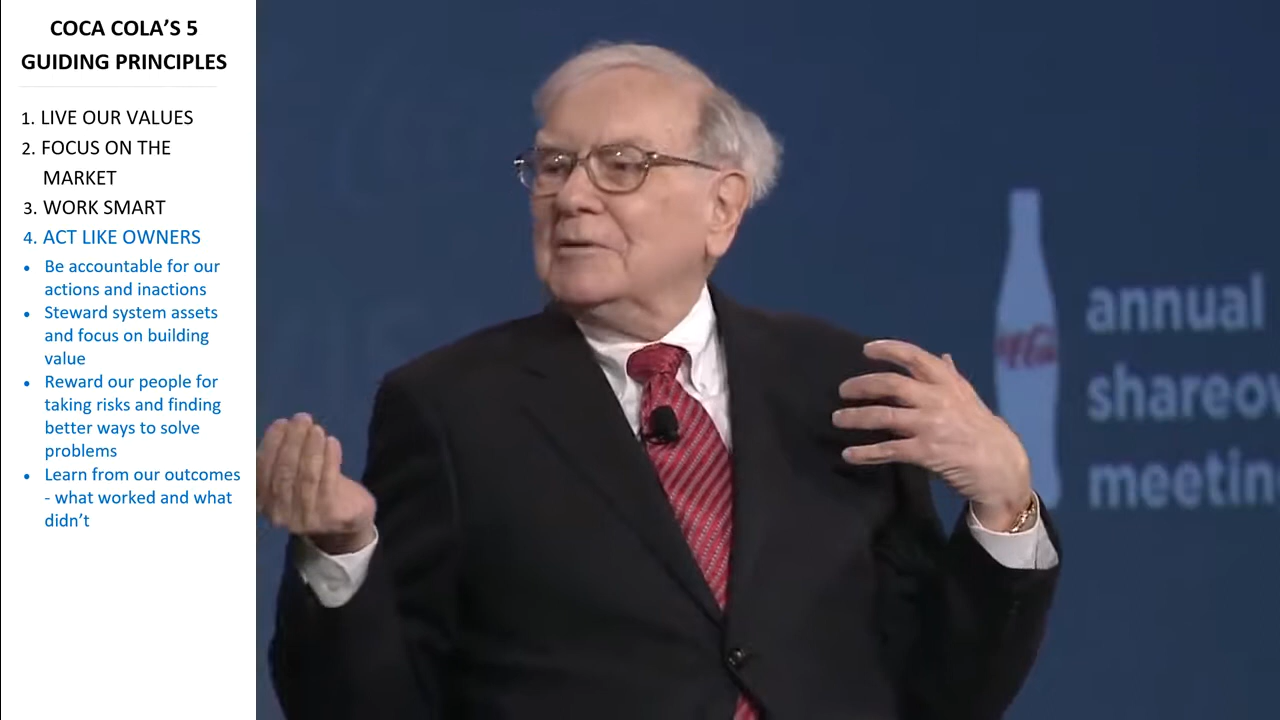 COCA COLA’S 5
GUIDING PRINCIPLES
1. LIVE OUR VALUES
2. FOCUS ON THE
MARKET
3. WORK SMART
4. ACT LIKE OWNERS
• Be accountable for our
actions and inactions
• Steward system assets
and focus on building
value
• Reward our people for
taking risks and finding
better ways to solve
problems
• Learn from our outcomes
- what worked and what
didn’t
annual
shareow
meetin